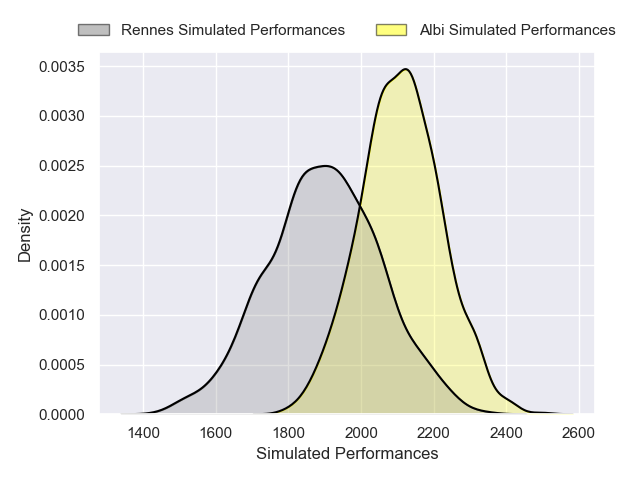 Rennes Simulated Performances Albi Simulated Performances
0.0035
0.0030
0.0025
0.0020
0.0015
0.0010
0.0005
0.0000
Density
1400 1600 1800 2000 2200 2400 2600
Simulated Performances